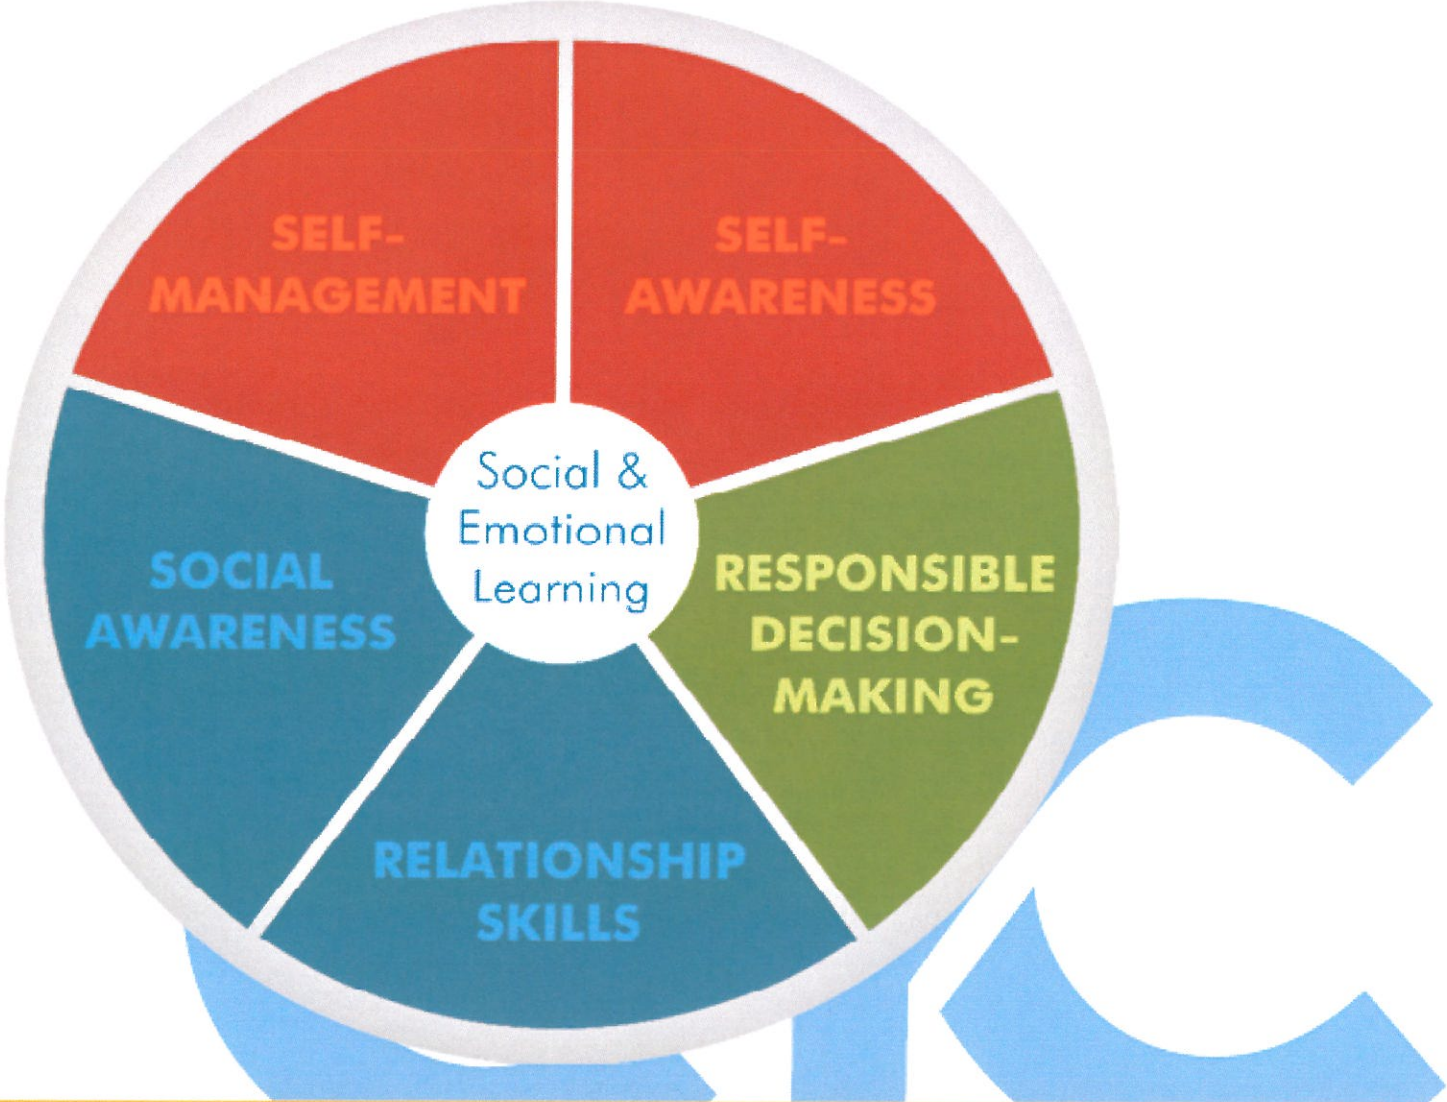 SELF-
MANAGEMENT
SELF-
AWARENESS
Social &
Emotional
Learning
SOCIAL
AWARENESS
RESPONSIBLE
DECISION-
MAKING
RELATIONSHIP
SKILLS